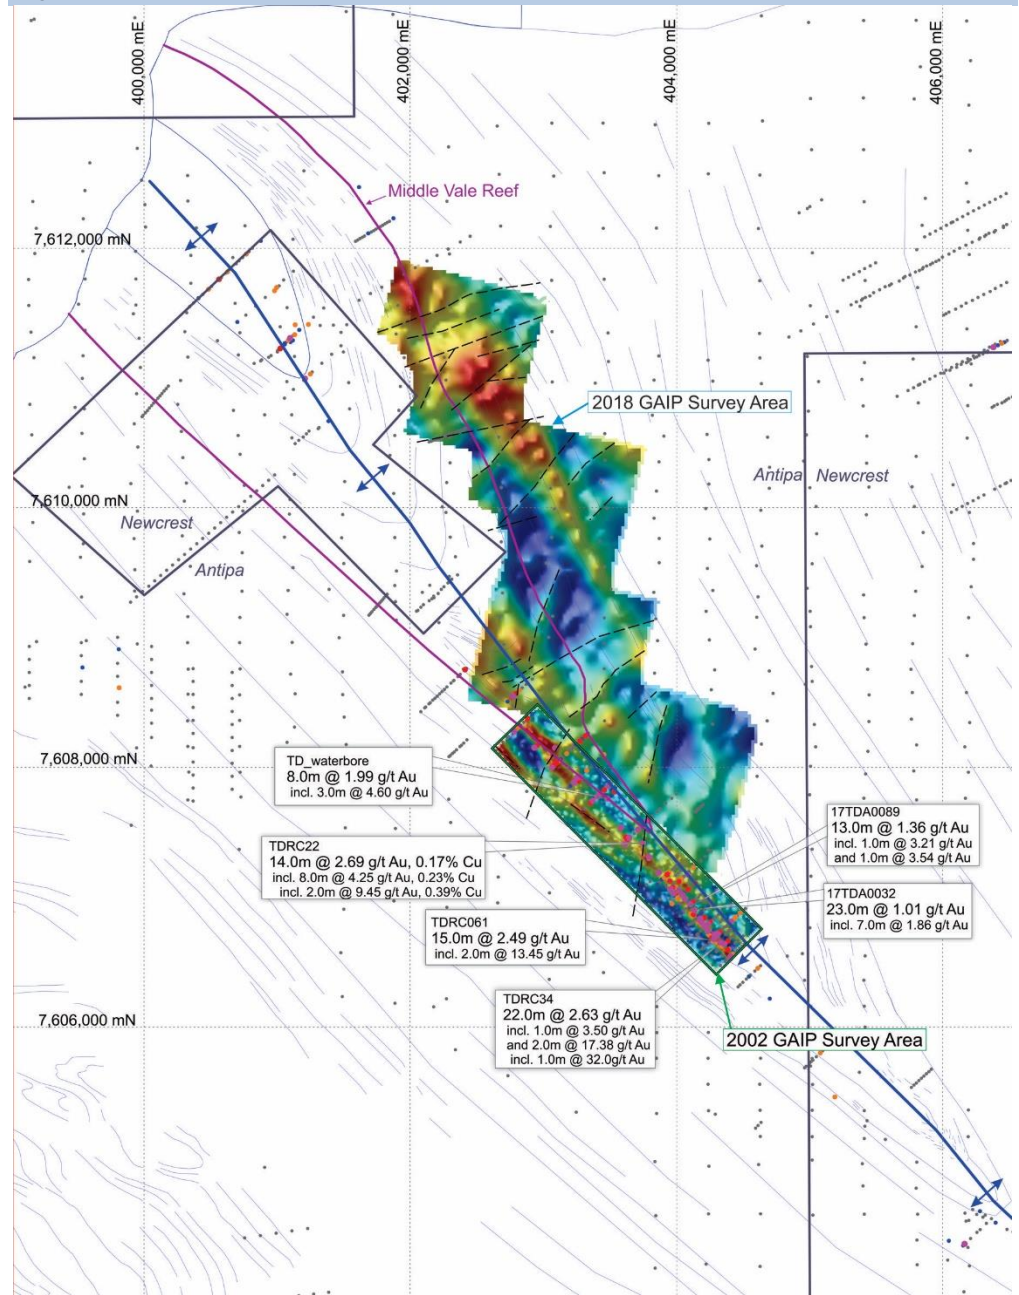 400,000 mE
402,000 mE
404,000 mE
406,000 mE
Middle Vale Reef
7,612,000 mN
2018 GAIP Survey Area
Antipa
Newcrest
7,610,000 mN
Newcrest
Antipa
7,608,000 mN
TD_waterbore
8.0m @ 1.99 g/t Au
incl. 3.0m @ 4.60 g/t Au
17TDA0089
13.0m @ 1.36 g/t Au
incl. 1.0m @ 3.21 g/t Au
and 1.0m @ 3.54 g/t Au
TDRC22
14.0m @ 2.69 g/t Au, 0.17% Cu
incl. 8.0m @ 4.25 g/t Au, 0.23% Cu
incl. 2.0m @ 9.45 g/t Au, 0.39% Cu
17TDA0032
23.0m @ 1.01 g/t Au
incl. 7.0m @ 1.86 g/t Au
TDRC061
15.0m @ 2.49 g/t Au
incl. 2.0m @ 13.45 g/t Au
TDRC34
22.0m @ 2.63 g/t Au
incl. 1.0m @ 3.50 g/t Au
and 2.0m @ 17.38 g/t Au
incl. 1.0m @ 32.0g/t Au
7,606,000 mN
2002 GAIP Survey Area